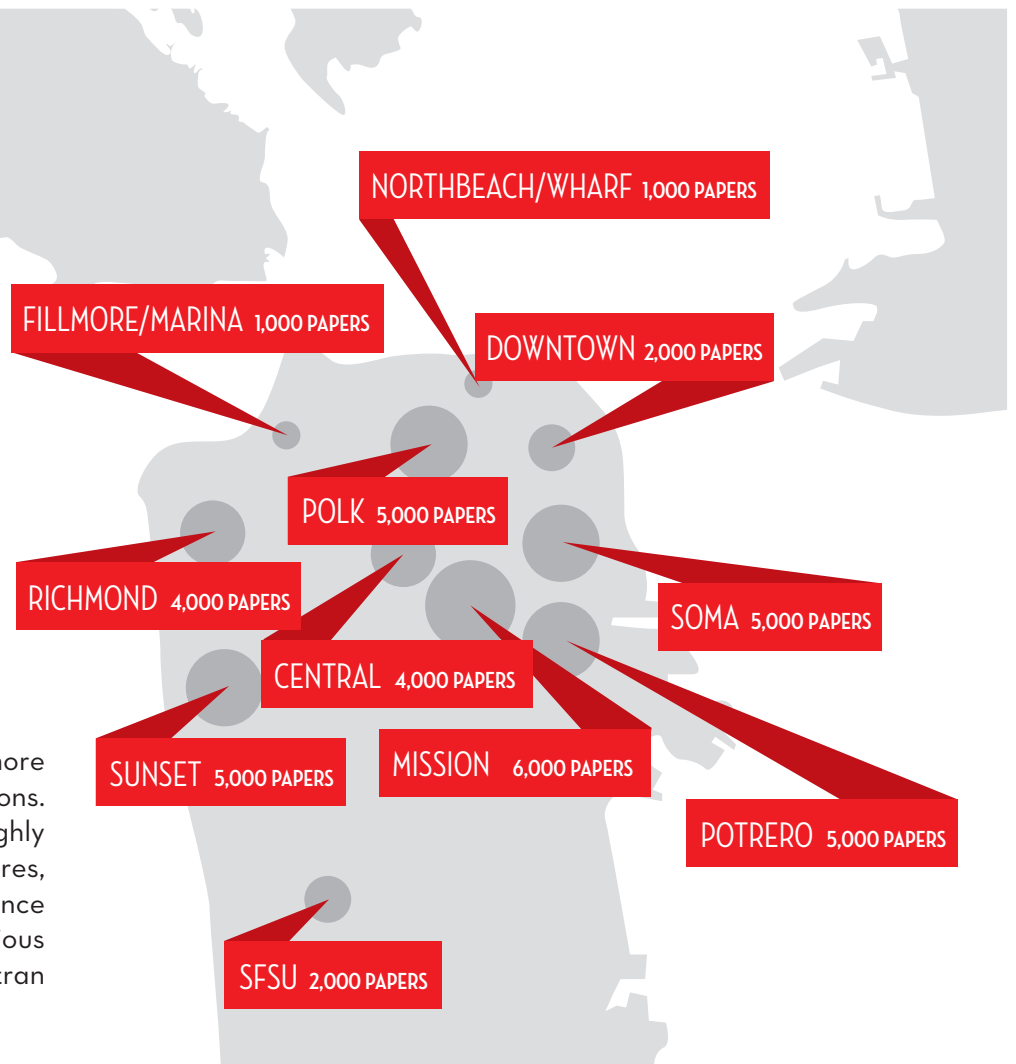 NORTHBEACH/WHARF 1,000 PAPERS
FILLMORE/MARINA 1,000 PAPERS
DOWNTOWN 2,000 PAPERS
POLK 5,000 PAPERS
RICHMOND 4,000 PAPERS
SOMA 5,000 PAPERS
CENTRAL 4,000 PAPERS
SUNSET 5,000 PAPERS
MISSION 6,000 PAPERS
POTRERO 5,000 PAPERS
SFSU 2,000 PAPERS